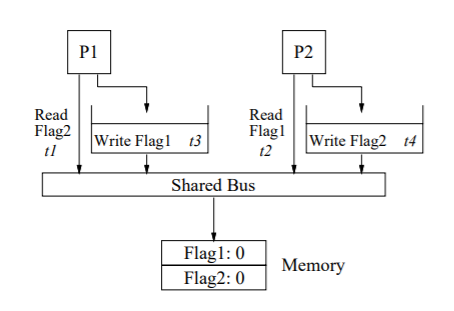 P1
P2
Read
Flag2
t1
Write Flag1 t3
Read
Flag1
t2
Write Flag2 t4
Shared Bus
Flag1: 0
Flag2: 0
Memory